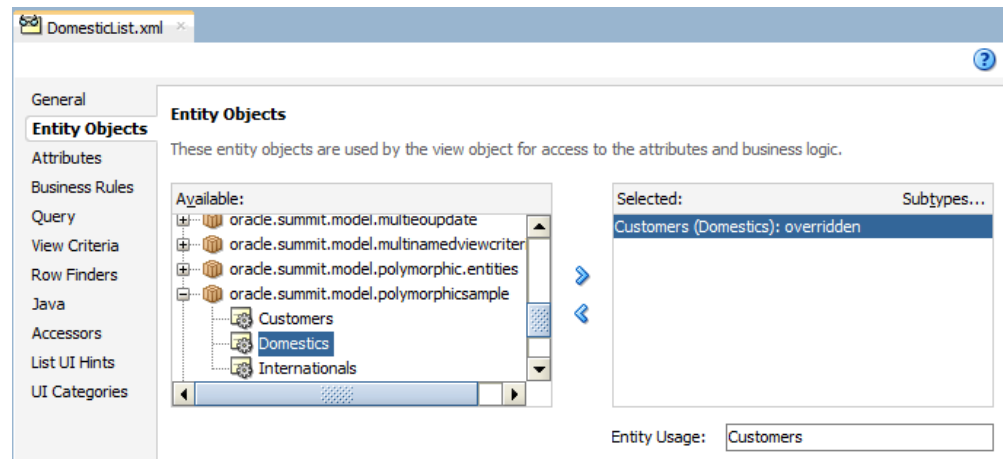 DomesticList.xml
General
Entity Objects
Attributes
Business Rules
Query
View Criteria
Row Finders
Java
Accessors
List UI Hints
UI Categories
Entity Objects
These entity objects are used by the view object for access to the attributes and business logic.
Available:
oracle.summit.model.multieoupdate
oracle.summit.model.multinamedviewcriter
oracle.summit.model.polymorphic.entities
oracle.summit.model.polymorphicsample
Customers
Domestics
Internationals
Selected: Subtypes...
Customers (Domestics): overridden
Entity Usage: Customers